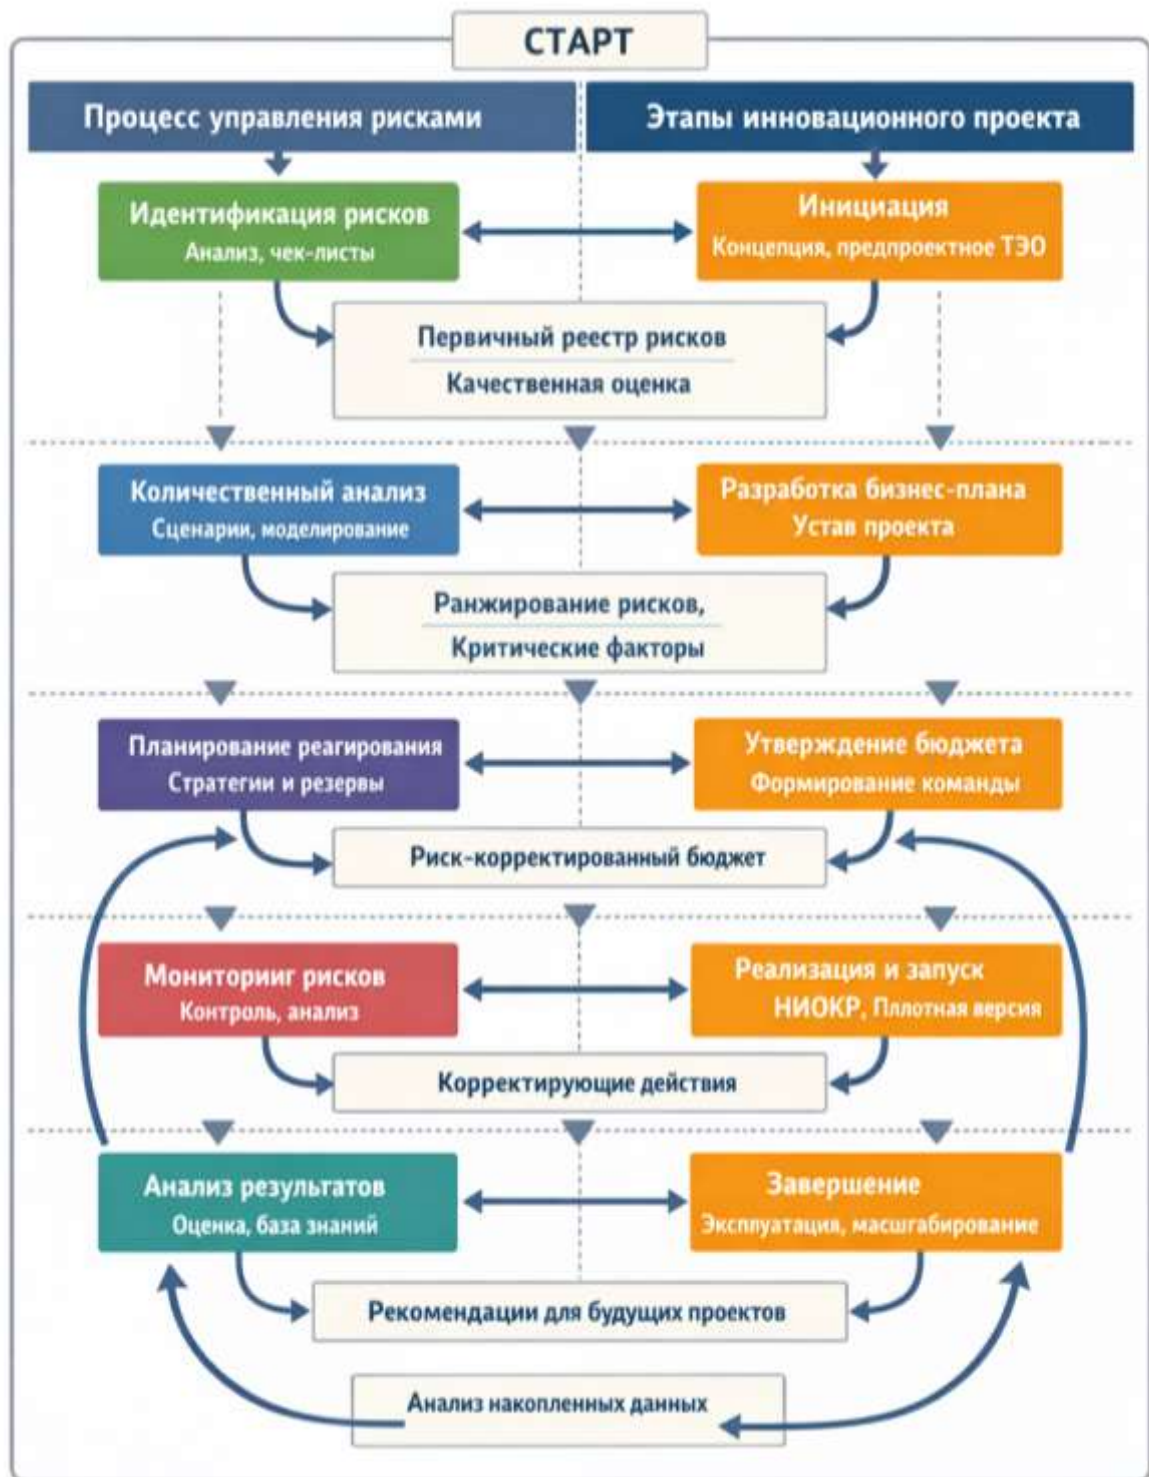 СТАРТ
Процесс управления рисками
Этапы инновационного проекта
Идентификация рисков
Анализ, чек-листы
Инициация
Концепция, предпроектное ТЭО
Первичный реестр рисков
Качественная оценка
Количественный анализ
Сценарии, моделирование
Разработка бизнес-плана
Устав проекта
Ранжирование рисков,
Критические факторы
Планирование реагирования
Стратегии и резервы
Утверждение бюджета
Формирование команды
Риск-корректированный бюджет
Мониторииг рисков
Контроль, анализ
Реализация и запуск
НИОКР, Пллотная версия
Корректирующие действия
Анализ результатов
Оценка, база знаний
Завершение
Эксплуатация, масшгабирование
Рекомендации для будущих проектов
Анализ накопленных данных